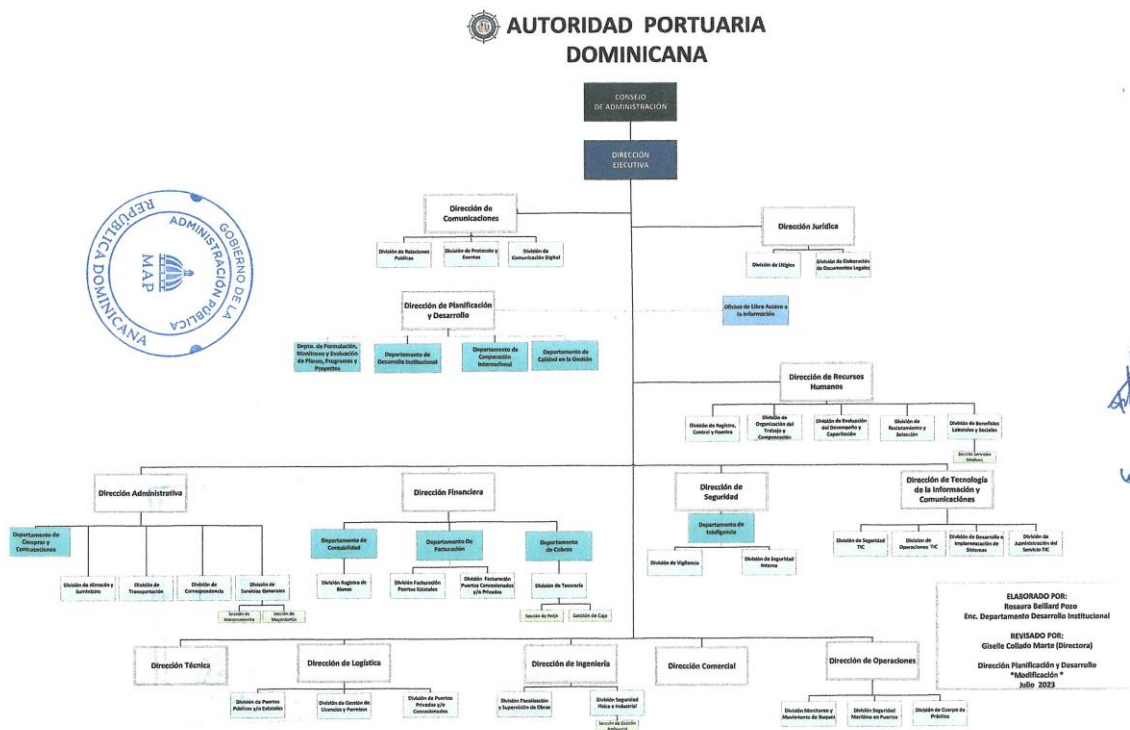 AUTORIDAD PORTUARIA
DOMINICANA
CONSEJO
DE ADMINISTRACIÓN
DIRECCIÓN
EJECUTIVA
GOBIERNO DE LA
REPÚBLICA DOMINICANA
ADMINISTRACIÓN PÚBLICA
MAP
Dirección de
Comunicaciones
División de Relaciones
Publicas
División de Protocolo y
Eventos
División de
Comunicación Digital
Dirección Jurídica
División de Litigios
División de Elaboración
de Documentos Legales
Dirección de Planificación
y Desarrollo
Oficina de Libre Acceso a
la Información
Depto. de Formulación,
Monitoreo y Evaluación
de Planes, Programas y
Proyectos
Departamento de
Desarrollo Institucional
Departamento de
Cooperación
Internacional
Departamento de
Calidad en la Gestión
Dirección de Recursos
Humanos
División de Registro,
Control y Nomina
División de
Organización del
Trabajo y
Compensación
División de Evaluación
del Desempeño y
Capacitación
División de
Reclutamiento y
Selección
División de Beneficios
Laborales y Sociales
Sección Servicios
Médicos
Dirección Administrativa
Dirección Financiera
Dirección de
Seguridad
Dirección de Tecnología
de la Información y
Comunicaciónes
Departamento de
Compras y
Contrataciones
División de Almacén y
Suministro
División de
Transportación
División de
Correspondencia
División de
Servicios Generales
Sección de
Mantenimiento
Sección de
Mayordomía
Departamento de
Contabilidad
División Registro de
Bienes
Departamento De
Facturación
División Facturación
Puertos Estatales
División Facturación
Puertos Concesionados
y/o Privados
Departamento
de Cobros
División de Tesorería
Sección de Caja
Departamento de
Inteligencia
División de Vigilancia
División de Seguridad
Interna
División de Seguridad
TIC
División de
Operaciones TIC
División de Desarrollo e
Implementación de
Sistemas
División de
Administración del
Servicio TIC
ELABORADO POR:
Rosaura Beillard Pozo
Enc. Departamento Desarrollo Institucional
REVISADO POR:
Giselle Collado Marte (Directora)
Dirección Planificación y Desarrollo
*Modificación *
Julio 2023
Dirección Técnica
Dirección de Logística
Dirección de Ingeniería
Dirección Comercial
Dirección de Operaciones
División de Puertos
Públicos y/o Estatales
División de Gestión de
Licencias y Permisos
División de Puertos
Privados y/o
Concesionados
División Fiscalización
y Supervisión de Obras
División Seguridad
Física e Industrial
Sección de Gestión
Ambiental
División Monitoreo y
Movimiento de Buques
División Seguridad
Marítima en Puertos
División de Cuerpo de
Práctico